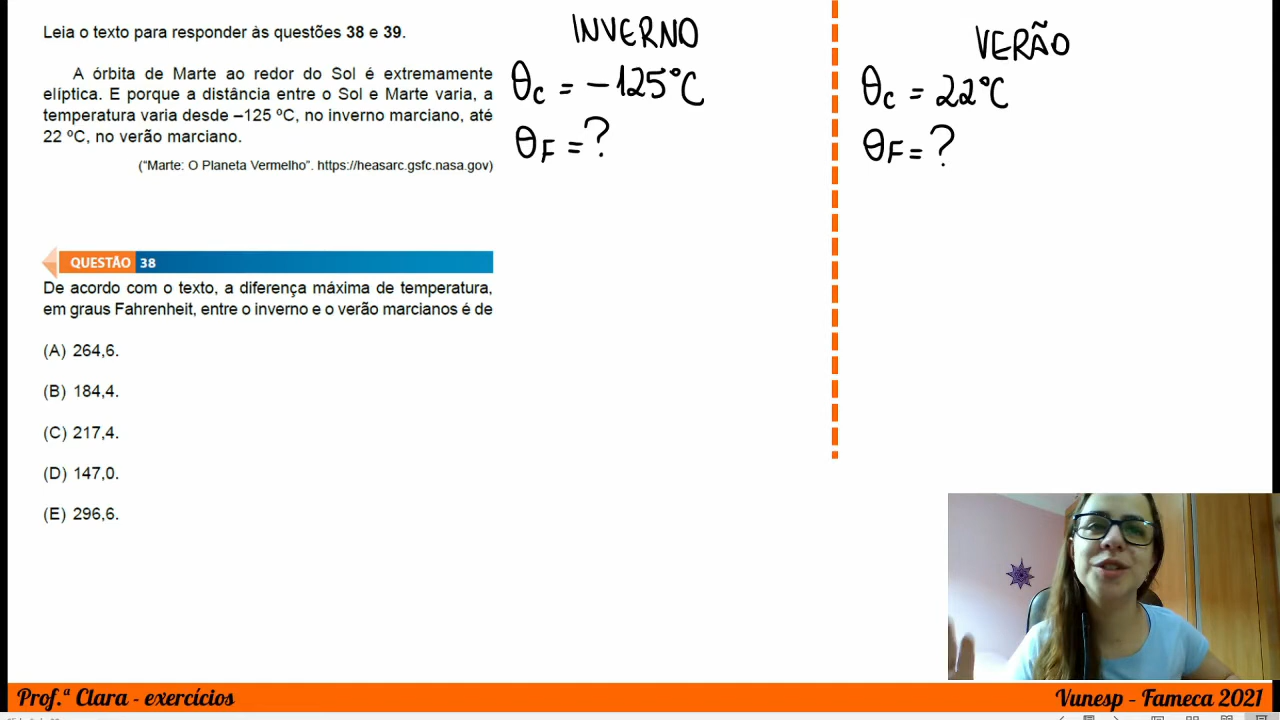 Leia o texto para responder às questões 38 e 39.
A órbita de Marte ao redor do Sol é extremamente
elíptica. E porque a distância entre o Sol e Marte varia, a
temperatura varia desde –125 ºC, no inverno marciano, até
22 ºC, no verão marciano.
(“Marte: O Planeta Vermelho”. https://heasarc.gsfc.nasa.gov)
QUESTÃO 38
De acordo com o texto, a diferença máxima de temperatura,
em graus Fahrenheit, entre o inverno e o verão marcianos é de
(A) 264,6.
(B) 184,4.
(C) 217,4.
(D) 147,0.
(E) 296,6.
INVERNO
θc = –125°C
θF = ?
VERÃO
θc = 22°C
θF = ?
Prof.ª Clara - exercícios
Vunesp – Fameca 2021